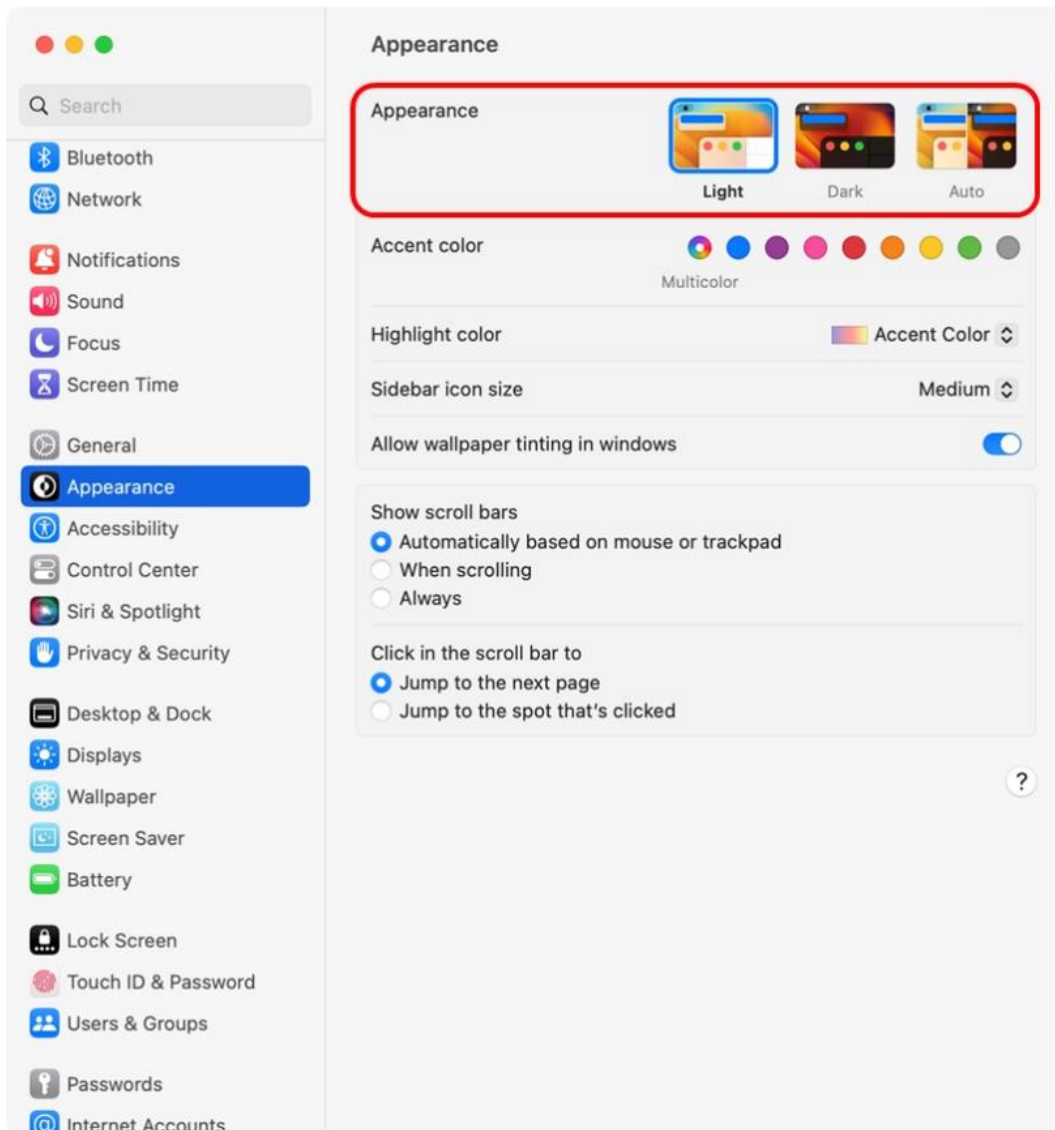 Search
Bluetooth
Network
Notifications
Sound
Focus
Screen Time
General
Appearance
Accessibility
Control Center
Siri & Spotlight
Privacy & Security
Desktop & Dock
Displays
Wallpaper
Screen Saver
Battery
Lock Screen
Touch ID & Password
Users & Groups
Passwords
Internet Accounts
Appearance
Appearance
Light Dark Auto
Accent color
Multicolor
Highlight color Accent Color
Sidebar icon size Medium
Allow wallpaper tinting in windows
Show scroll bars
Automatically based on mouse or trackpad
When scrolling
Always
Click in the scroll bar to
Jump to the next page
Jump to the spot that's clicked
?